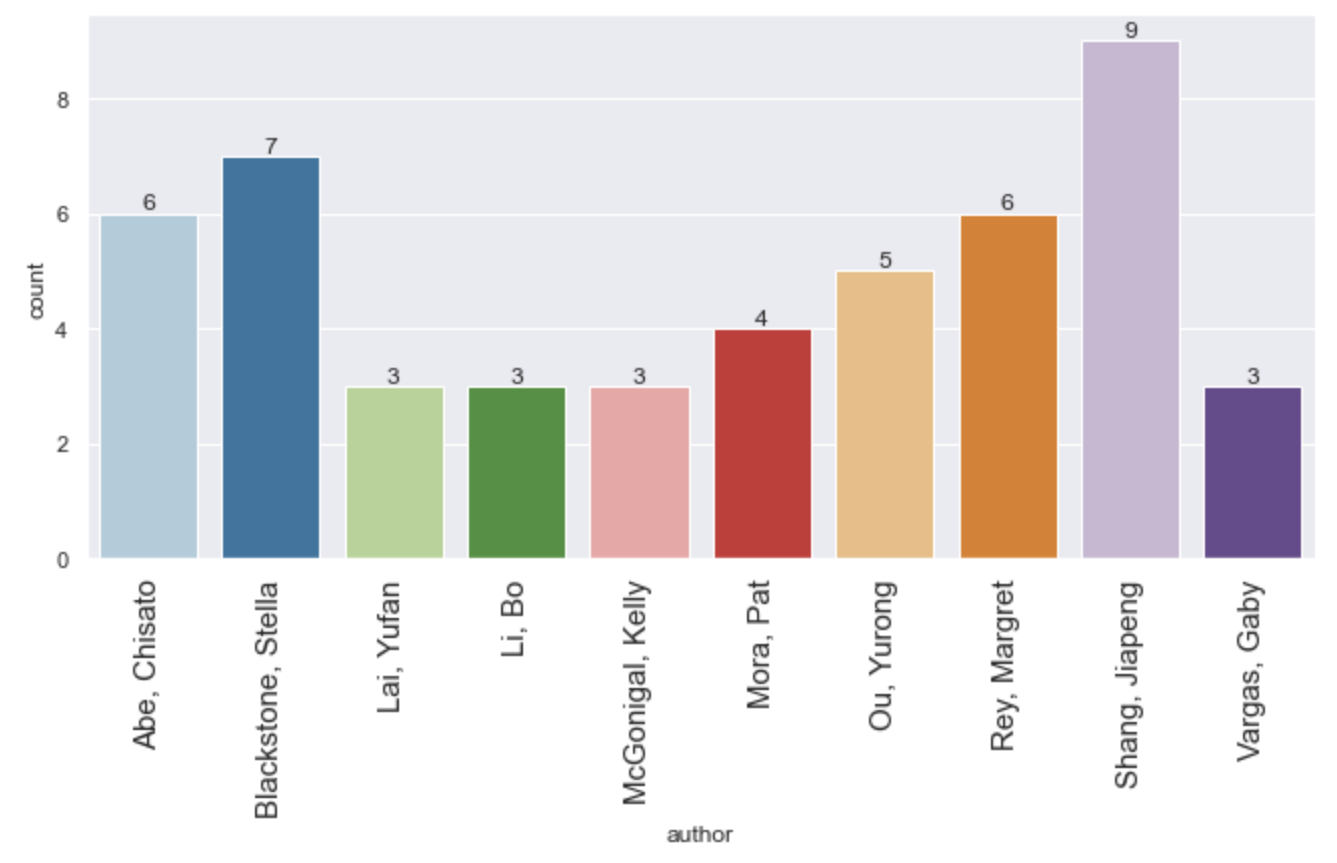 9
8
7
6
6
6
5
4
4
3
3
3
3
2
0
count
Abe, Chisato
Blackstone, Stella
Lai, Yufan
Li, Bo
McGonigal, Kelly
Mora, Pat
Ou, Yurong
Rey, Margret
Shang, Jiapeng
Vargas, Gaby
author